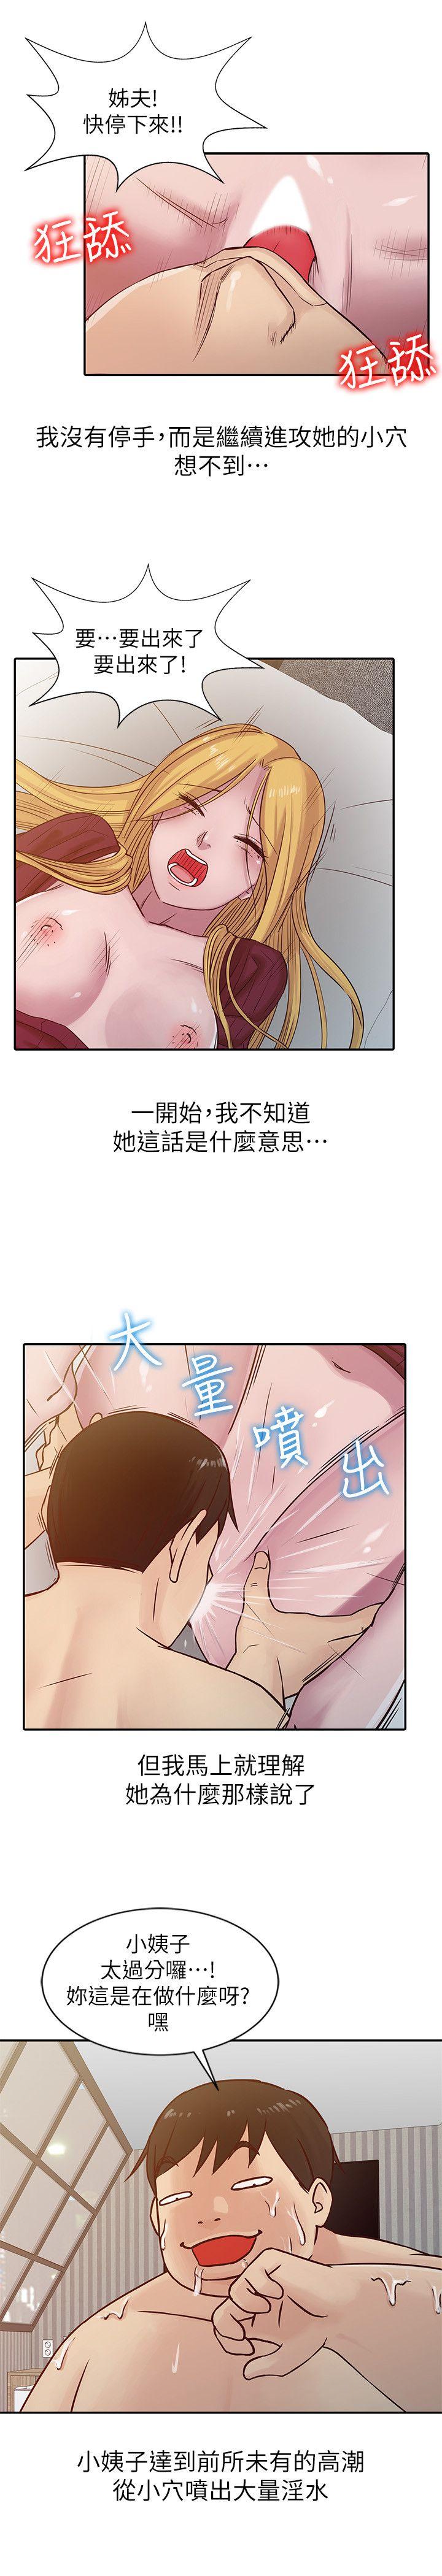 姊夫!
快停下來!!
狂舔
狂舔
我沒有停手,而是繼續進攻她的小穴
想不到…
要…要出來了
要出來了!
一開始,我不知道
她這話是什麼意思…
大量噴出
但我馬上就理解
她為什麼那樣說了
小姨子
太過分囉…!
妳這是在做什麼呀?
嘿
小姨子達到前所未有的高潮
從小穴噴出大量淫水